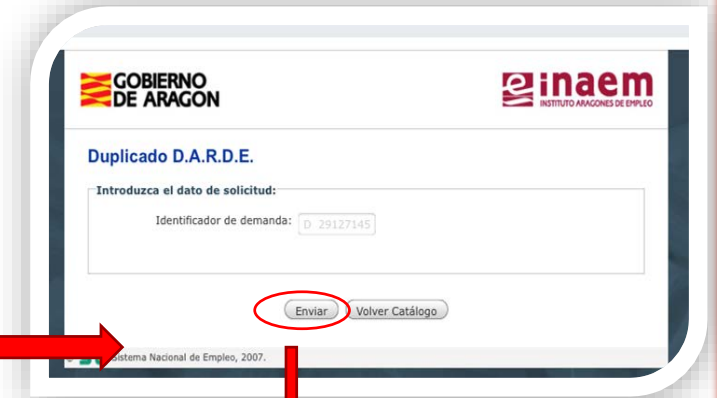 GOBIERNO
DE ARAGON
inaem
INSTITUTO ARAGONES DE EMPLEO
Duplicado D.A.R.D.E.
Introduzca el dato de solicitud:
Identificador de demanda: D 29127145
Enviar Volver Catálogo
Sistema Nacional de Empleo, 2007.